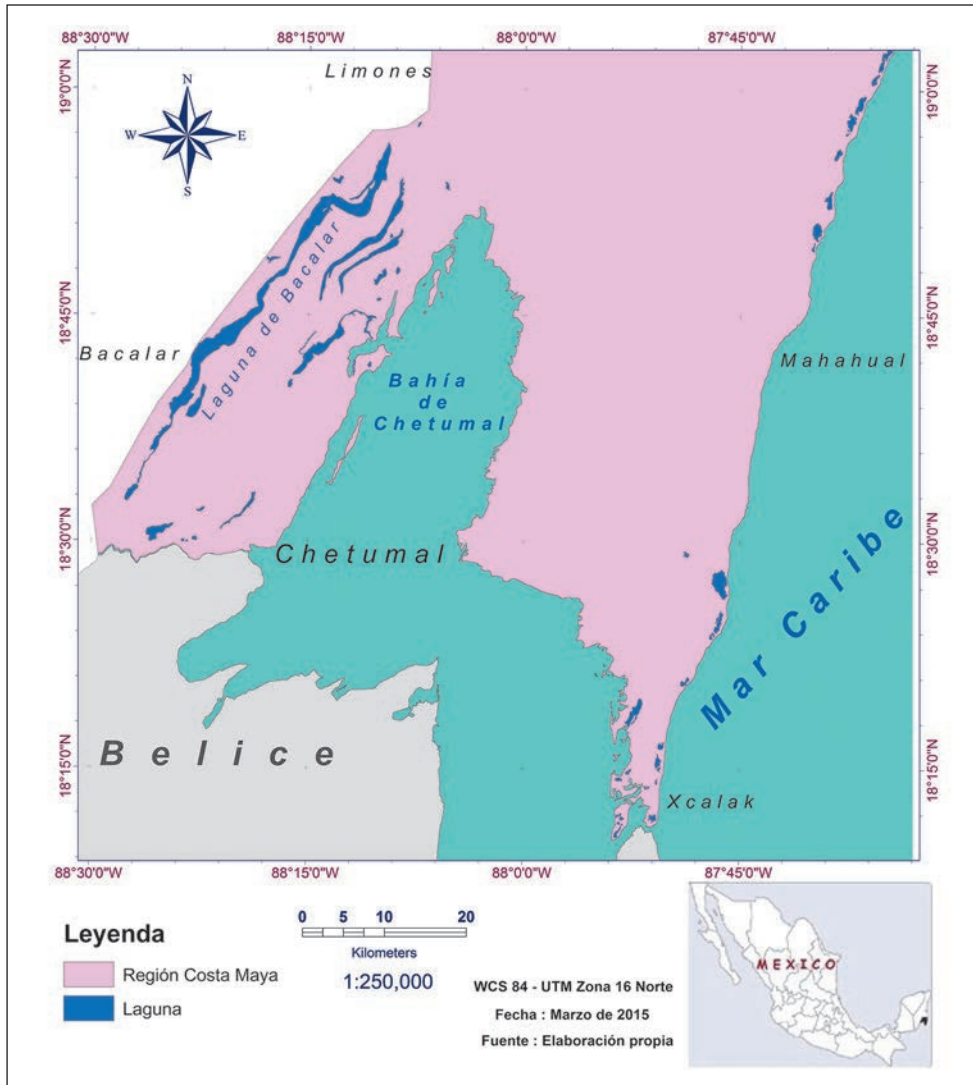 88°30'0"W 88°15'0"W 88°0'0"W 87°45'0"W
Limones
19°0'0"N 19°0'0"N
N
W E
S
Laguna de Bacalar
18°45'0"N 18°45'0"N
Bacalar
Mahahual
Bahía
de
Chetumal
18°30'0"N 18°30'0"N
Chetumal
Mar Caribe
Belice
18°15'0"N 18°15'0"N
Xcalak
88°30'0"W 88°15'0"W 88°0'0"W 87°45'0"W
Leyenda
Región Costa Maya
Laguna
0 5 10 20
Kilometers
1:250,000
WCS 84 - UTM Zona 16 Norte
Fecha : Marzo de 2015
Fuente : Elaboración propia
MEXICO